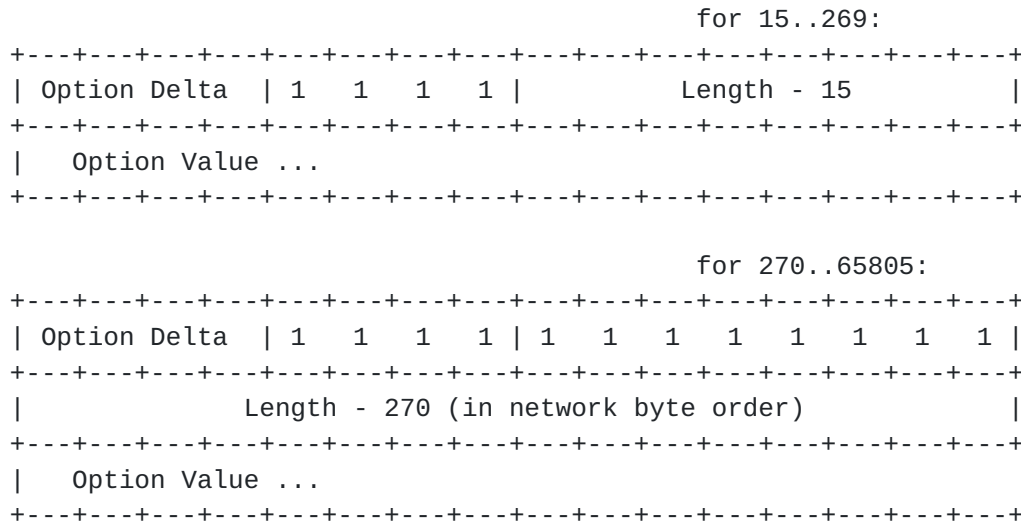 for 15..269:
+---+---+---+---+---+---+---+---+---+---+---+---+---+---+---+---+
| Option Delta  | 1   1   1   1 |          Length - 15          |
+---+---+---+---+---+---+---+---+---+---+---+---+---+---+---+---+
|   Option Value ...
+---+---+---+---+---+---+---+---+---+---+---+---+---+---+---+---+

                                            for 270..65805:
+---+---+---+---+---+---+---+---+---+---+---+---+---+---+---+---+
| Option Delta  | 1   1   1   1 | 1   1   1   1   1   1   1   1 |
+---+---+---+---+---+---+---+---+---+---+---+---+---+---+---+---+
|               Length - 270 (in network byte order)             |
+---+---+---+---+---+---+---+---+---+---+---+---+---+---+---+---+
|   Option Value ...
+---+---+---+---+---+---+---+---+---+---+---+---+---+---+---+---+